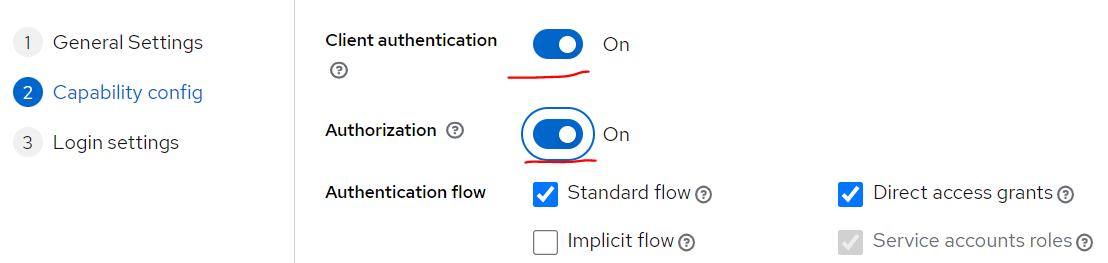 1 General Settings
2 Capability config
3 Login settings
Client authentication ?
On
Authorization ?
On
Authentication flow
Standard flow ?
Direct access grants ?
Implicit flow ?
Service accounts roles ?